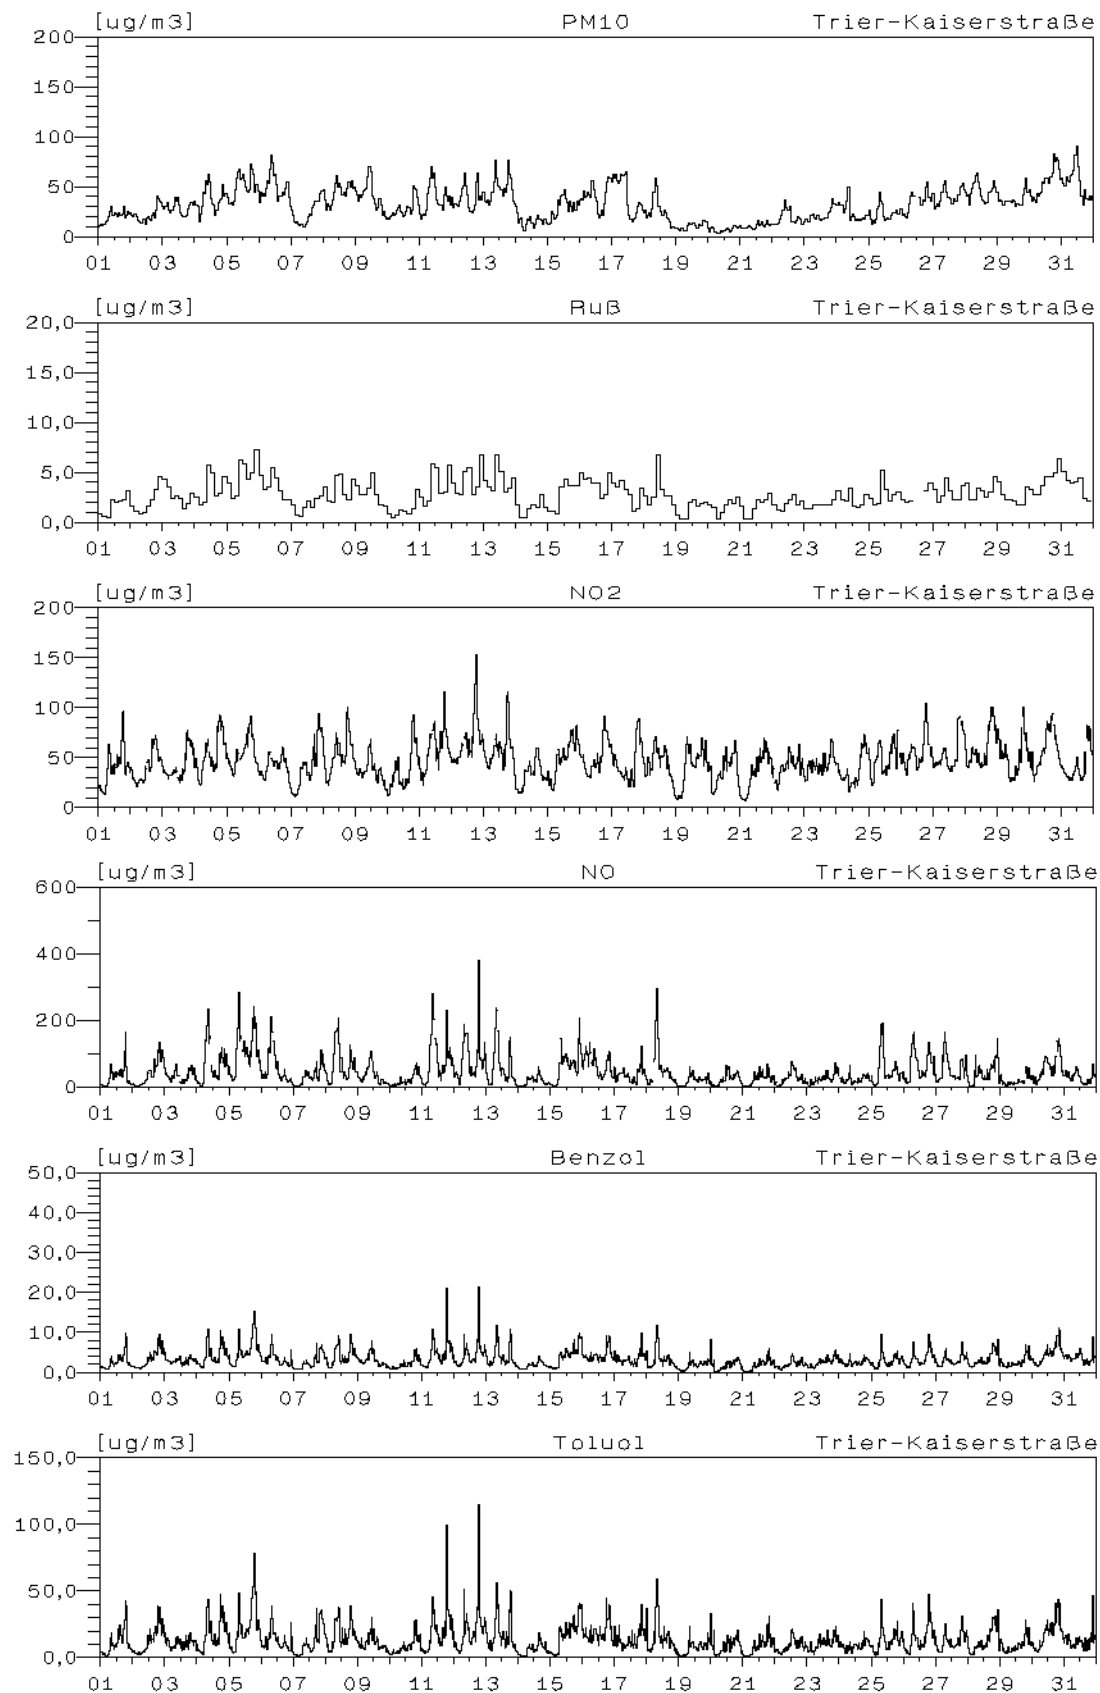 [ug/m3] PM10 Trier-Kaiserstraße
200
150
100
50
0
01 03 05 07 09 11 13 15 17 19 21 23 25 27 29 31
[ug/m3] Ruß Trier-Kaiserstraße
20,0
15,0
10,0
5,0
0,0
01 03 05 07 09 11 13 15 17 19 21 23 25 27 29 31
[ug/m3] NO2 Trier-Kaiserstraße
200
150
100
50
0
01 03 05 07 09 11 13 15 17 19 21 23 25 27 29 31
[ug/m3] NO Trier-Kaiserstraße
600
400
200
0
01 03 05 07 09 11 13 15 17 19 21 23 25 27 29 31
[ug/m3] Benzol Trier-Kaiserstraße
50,0
40,0
30,0
20,0
10,0
0,0
01 03 05 07 09 11 13 15 17 19 21 23 25 27 29 31
[ug/m3] Toluol Trier-Kaiserstraße
150,0
100,0
50,0
0,0
01 03 05 07 09 11 13 15 17 19 21 23 25 27 29 31